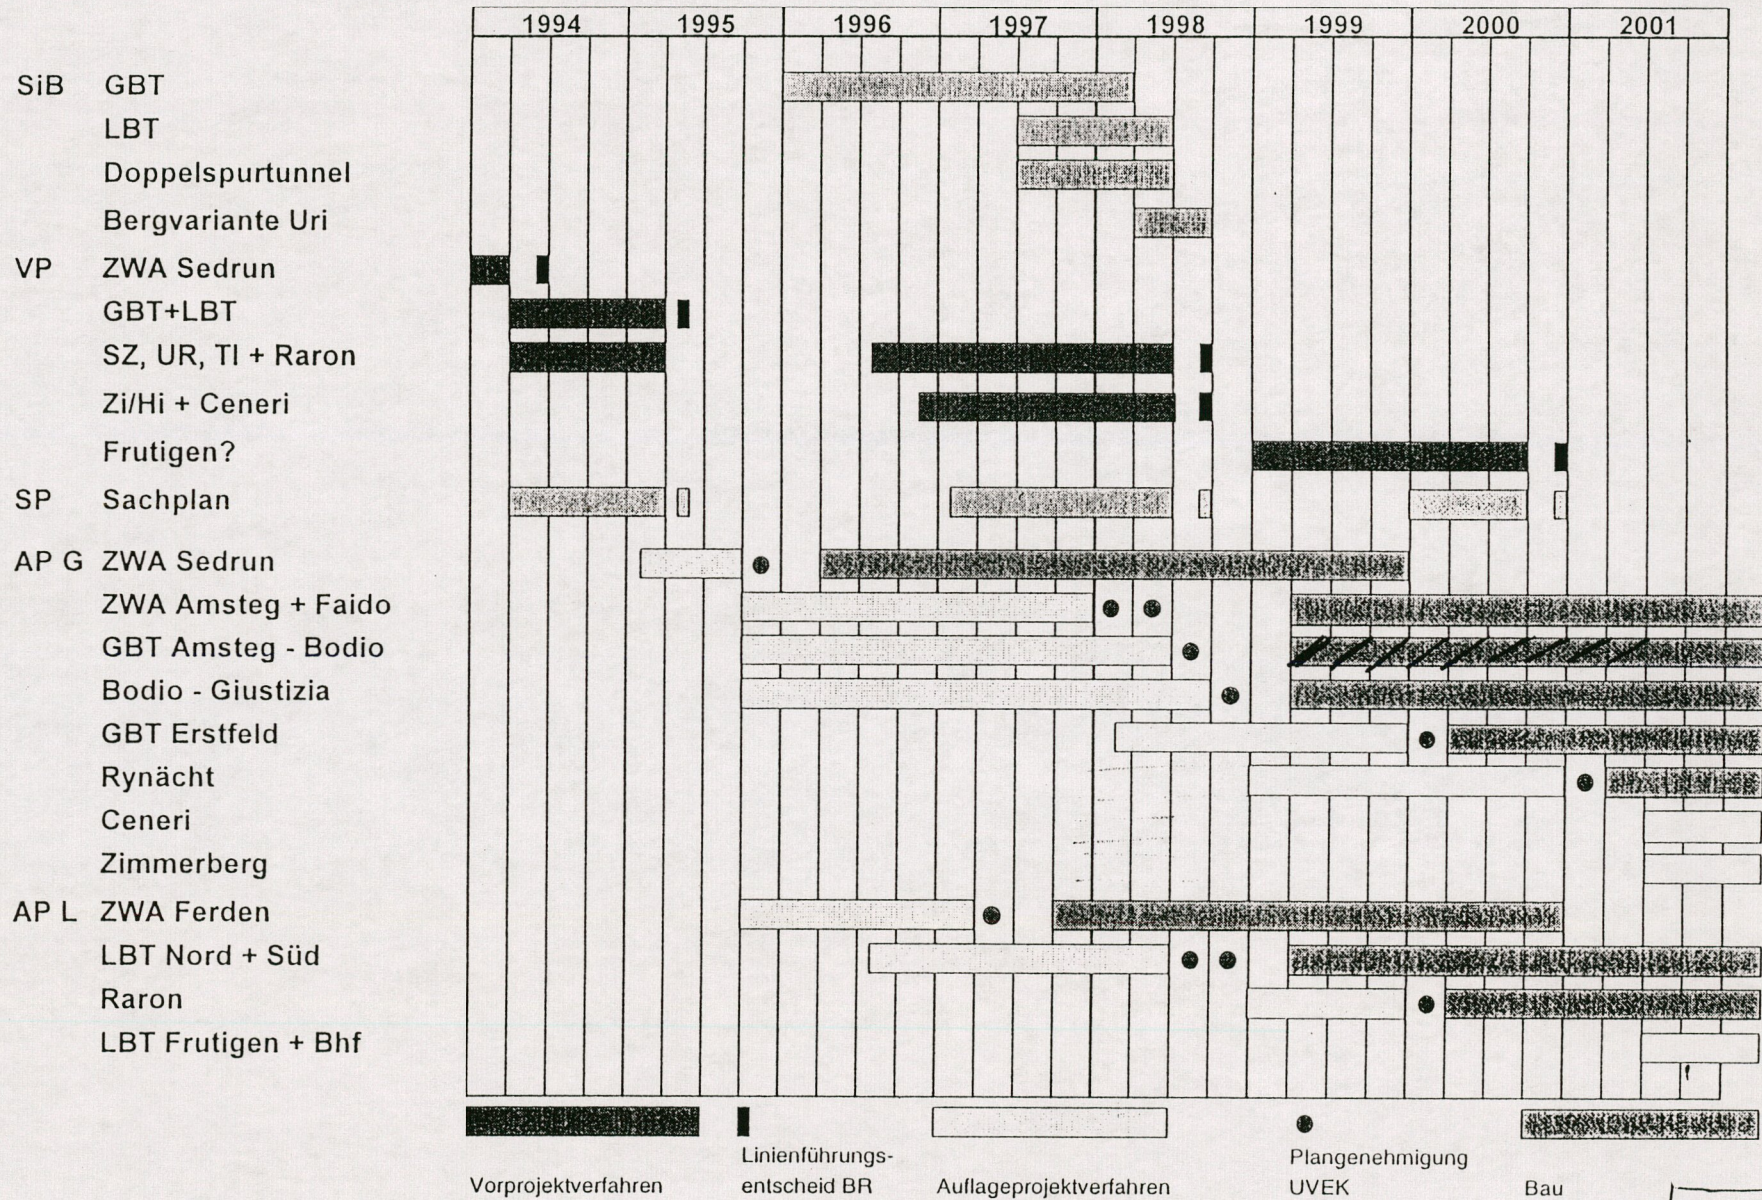 1994 1995 1996 1997 1998 1999 2000 2001
SiB GBT
LBT
Doppelspurtunnel
Bergvariante Uri
VP ZWA Sedrun
GBT+LBT
SZ, UR, TI + Raron
Zi/Hi + Ceneri
Frutigen?
SP Sachplan
AP G ZWA Sedrun
ZWA Amsteg + Faido
GBT Amsteg - Bodio
Bodio - Giustizia
GBT Erstfeld
Rynächt
Ceneri
Zimmerberg
AP L ZWA Ferden
LBT Nord + Süd
Raron
LBT Frutigen + Bhf
Vorprojektverfahren
Linienführungs-
entscheid BR
Auflageprojektverfahren
Plangenehmigung
UVEK
Bau